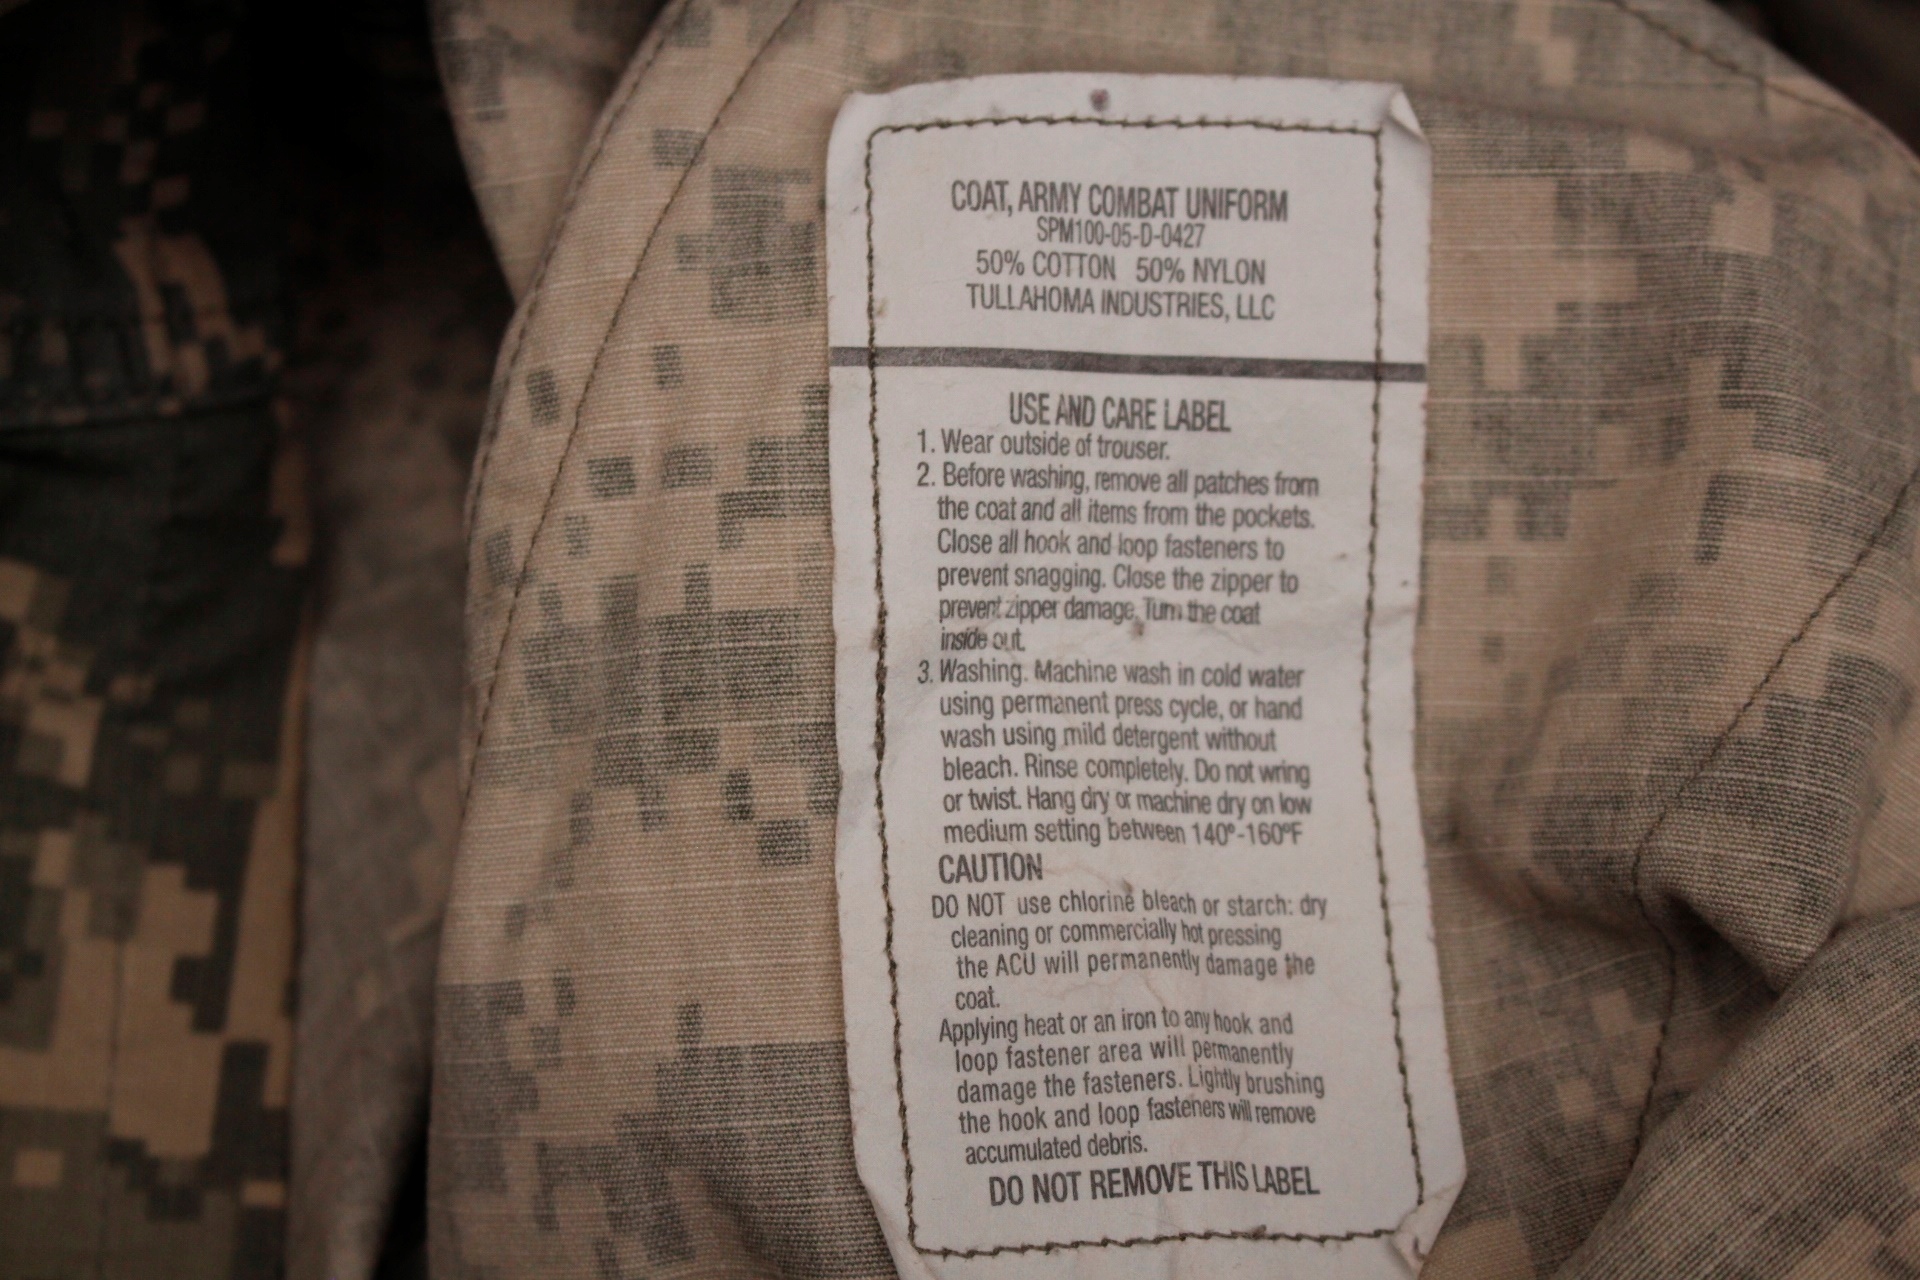 COAT, ARMY COMBAT UNIFORM
SPM100-05-D-0427
50% COTTON 50% NYLON
TULLAHOMA INDUSTRIES, LLC
USE AND CARE LABEL
1. Wear outside of trouser.
2. Before washing, remove all patches from
the coat and all items from the pockets.
Close all hook and loop fasteners to
prevent snagging. Close the zipper to
prevent zipper damage. Turn the coat
inside out.
3. Washing. Machine wash in cold water
using permanent press cycle, or hand
wash using mild detergent without
bleach. Rinse completely. Do not wring
or twist. Hang dry or machine dry on low
medium setting between 140º-160ºF
CAUTION
DO NOT use chlorine bleach or starch: dry
cleaning or commercially hot pressing
the ACU will permanently damage the
coat.
Applying heat or an iron to any hook and
loop fastener area will permanently
damage the fasteners. Lightly brushing
the hook and loop fasteners will remove
accumulated debris.
DO NOT REMOVE THIS LABEL